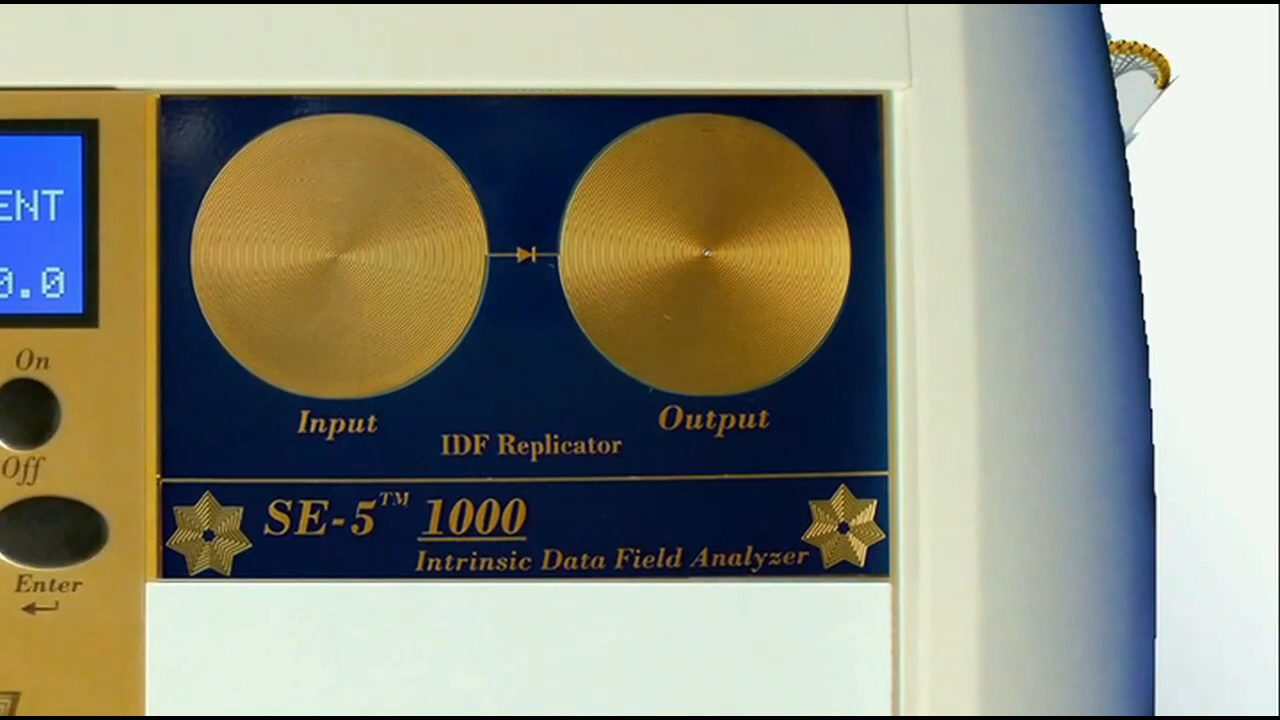 ENT
0.0
On
Off
Enter
Input
Output
IDF Replicator
SE-5™ 1000
Intrinsic Data Field Analyzer